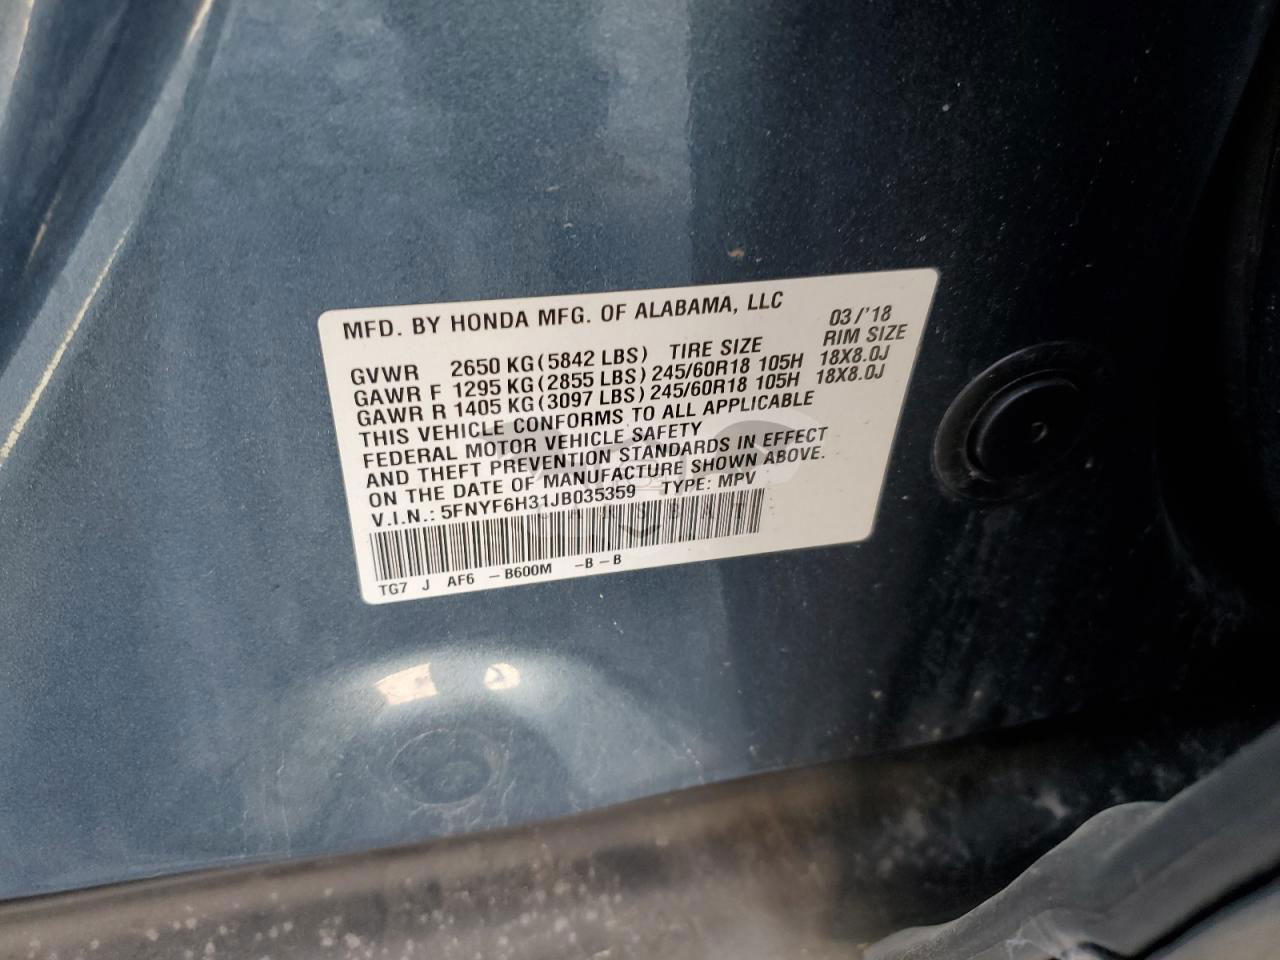 MFD. BY HONDA MFG. OF ALABAMA, LLC 03/'18
GVWR 2650 KG (5842 LBS) TIRE SIZE RIM SIZE
GAWR F 1295 KG (2855 LBS) 245/60R18 105H 18X8.0J
GAWR R 1405 KG (3097 LBS) 245/60R18 105H 18X8.0J
THIS VEHICLE CONFORMS TO ALL APPLICABLE
FEDERAL MOTOR VEHICLE SAFETY
AND THEFT PREVENTION STANDARDS IN EFFECT
ON THE DATE OF MANUFACTURE SHOWN ABOVE.
V.I.N.: 5FNYF6H31JB035359 TYPE: MPV
TG7 J AF6 - B600M - B - B